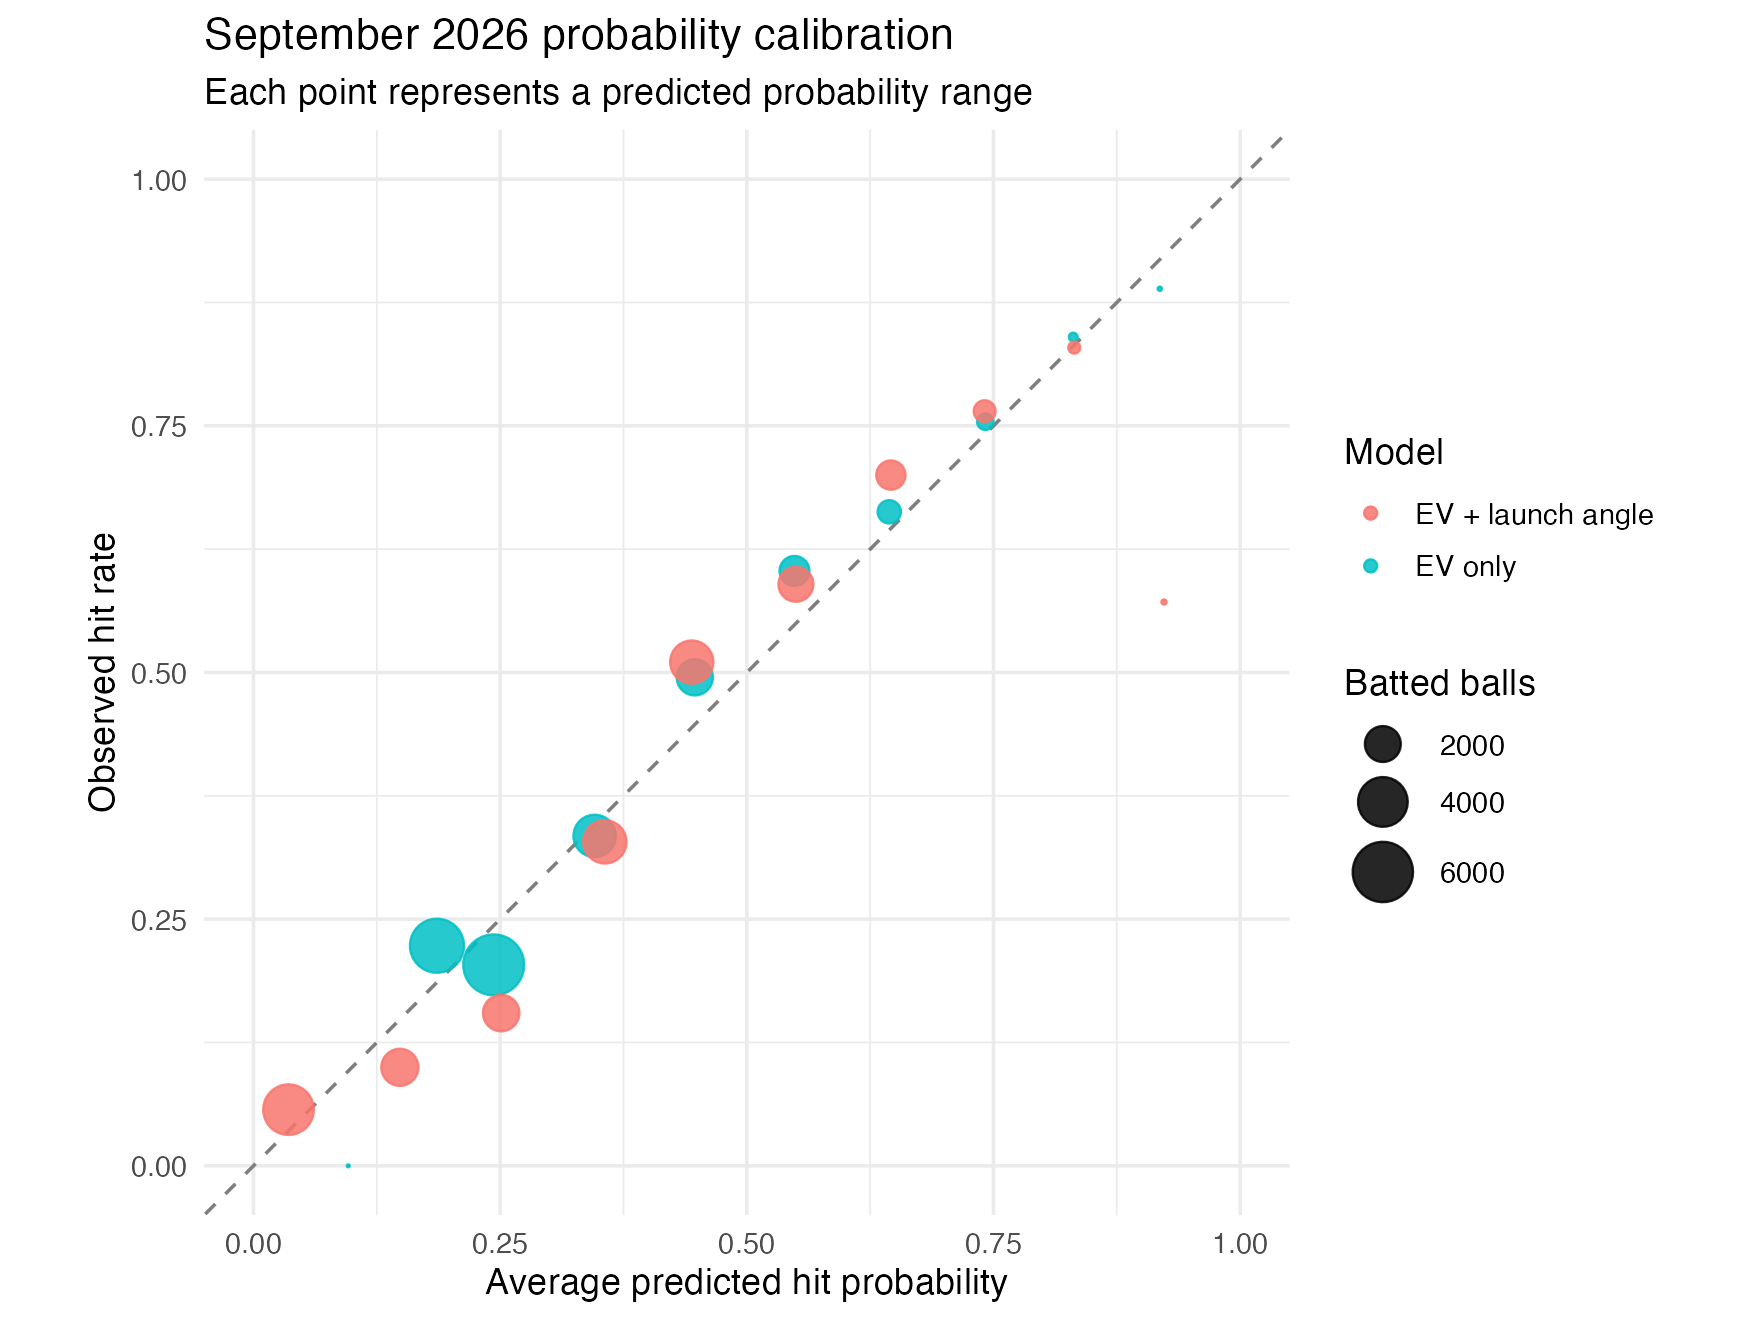 September 2026 probability calibration
Each point represents a predicted probability range
Observed hit rate
1.00
0.75
0.50
0.25
0.00
0.00
0.25
0.50
0.75
1.00
Average predicted hit probability
Model
EV + launch angle
EV only
Batted balls
2000
4000
6000